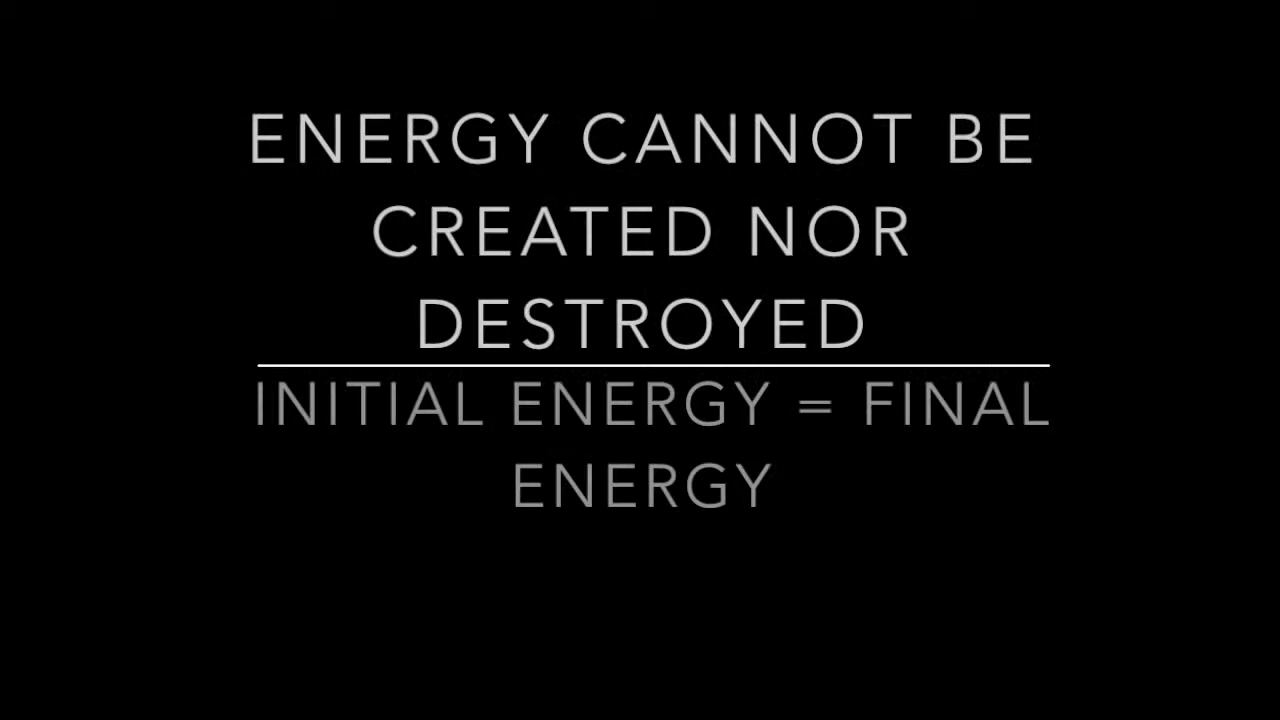 ENERGY CANNOT BE
CREATED NOR
DESTROYED
INITIAL ENERGY = FINAL
ENERGY